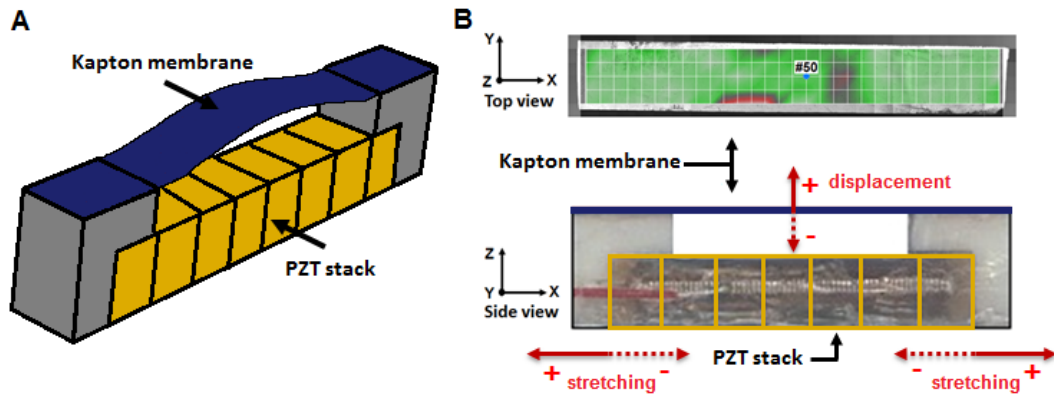 A
Kapton membrane
PZT stack
B
Y
Z
X
Top view
#50
Kapton membrane
+ displacement
-
Z
Y
X
Side view
PZT stack
+ stretching -
- stretching +